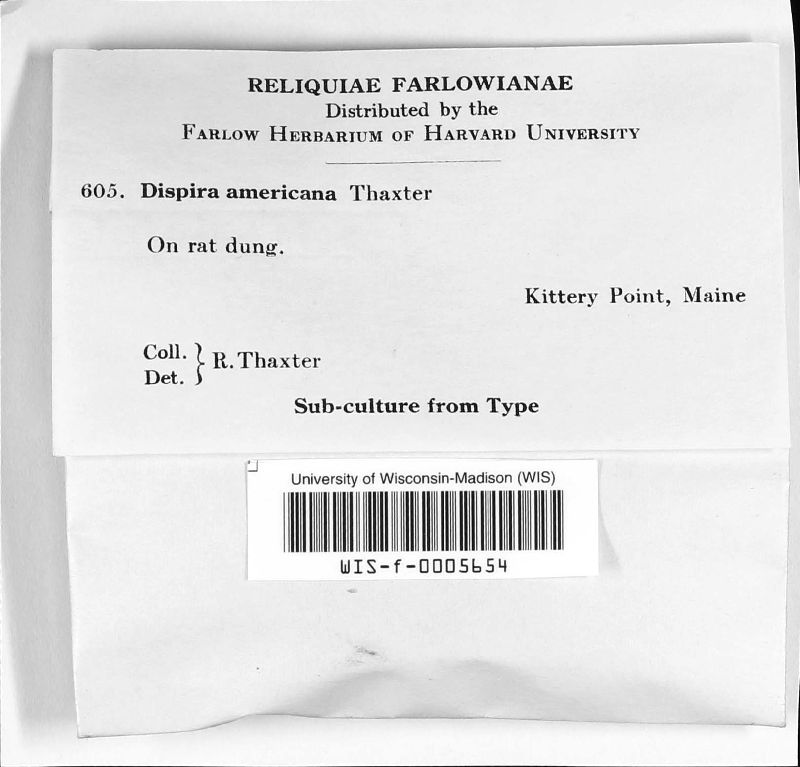 RELIQUIAE FARLOWIANAE
Distributed by the
FARLOW HERBARIUM OF HARVARD UNIVERSITY
605. Dispira americana Thaxter
On rat dung.
Kittery Point, Maine
Coll.
Det. } R. Thaxter
Sub-culture from Type
University of Wisconsin-Madison (WIS)
WIS-f-0005654